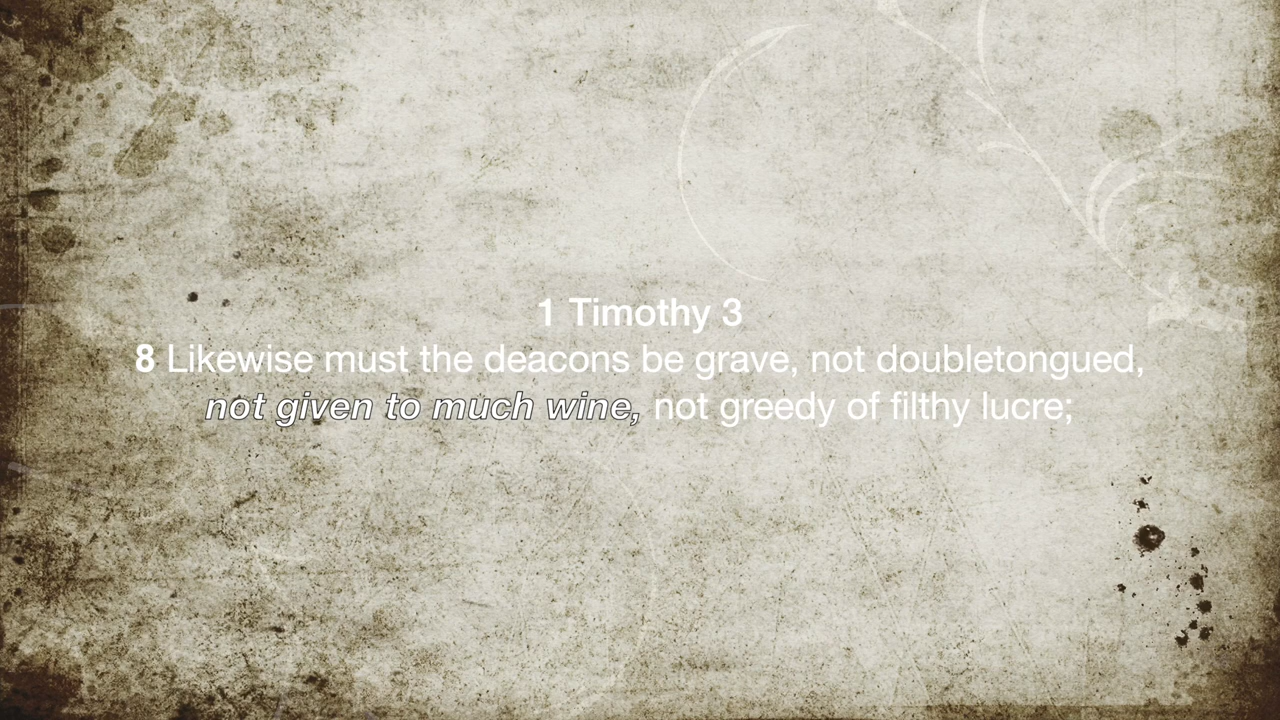 1 Timothy 3
8 Likewise must the deacons be grave, not doubletongued,
not given to much wine, not greedy of filthy lucre;